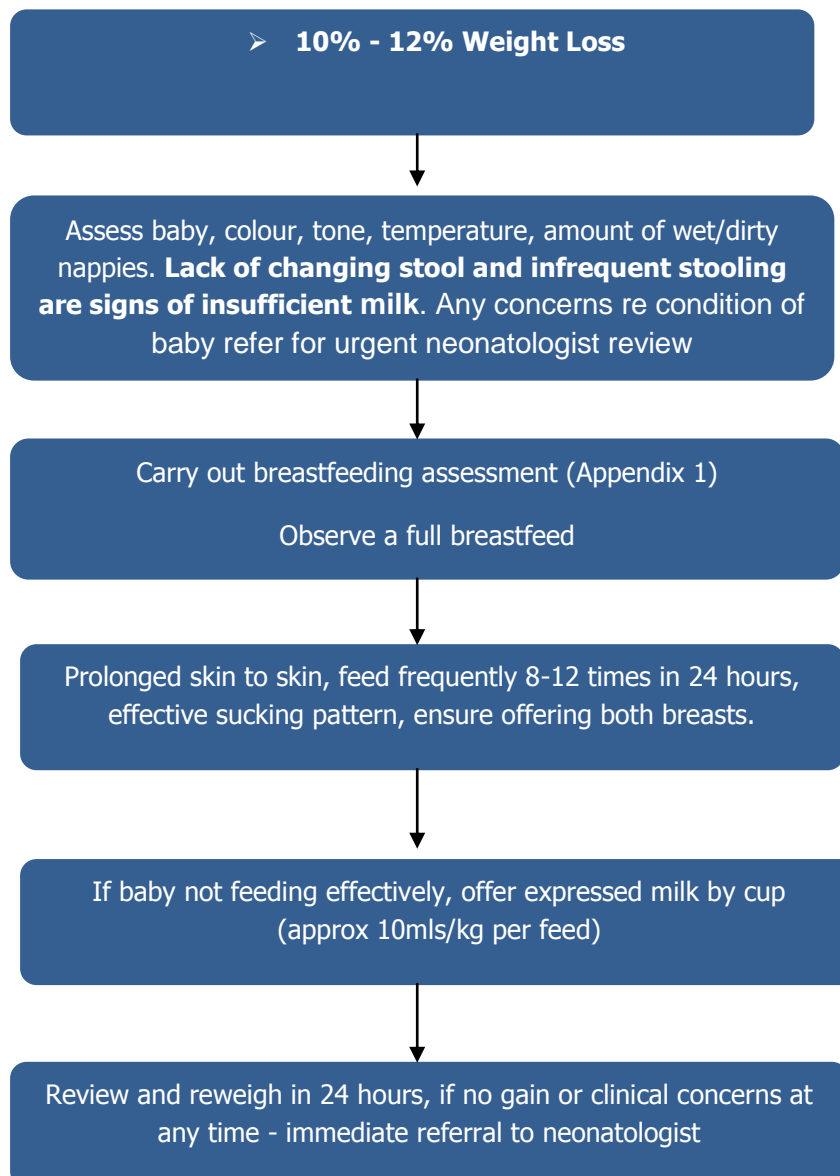 ➢ 10% - 12% Weight Loss
Assess baby, colour, tone, temperature, amount of wet/dirty
nappies. Lack of changing stool and infrequent stooling
are signs of insufficient milk. Any concerns re condition of
baby refer for urgent neonatologist review
Carry out breastfeeding assessment (Appendix 1)
Observe a full breastfeed
Prolonged skin to skin, feed frequently 8-12 times in 24 hours,
effective sucking pattern, ensure offering both breasts.
If baby not feeding effectively, offer expressed milk by cup
(approx 10mls/kg per feed)
Review and reweigh in 24 hours, if no gain or clinical concerns at
any time - immediate referral to neonatologist